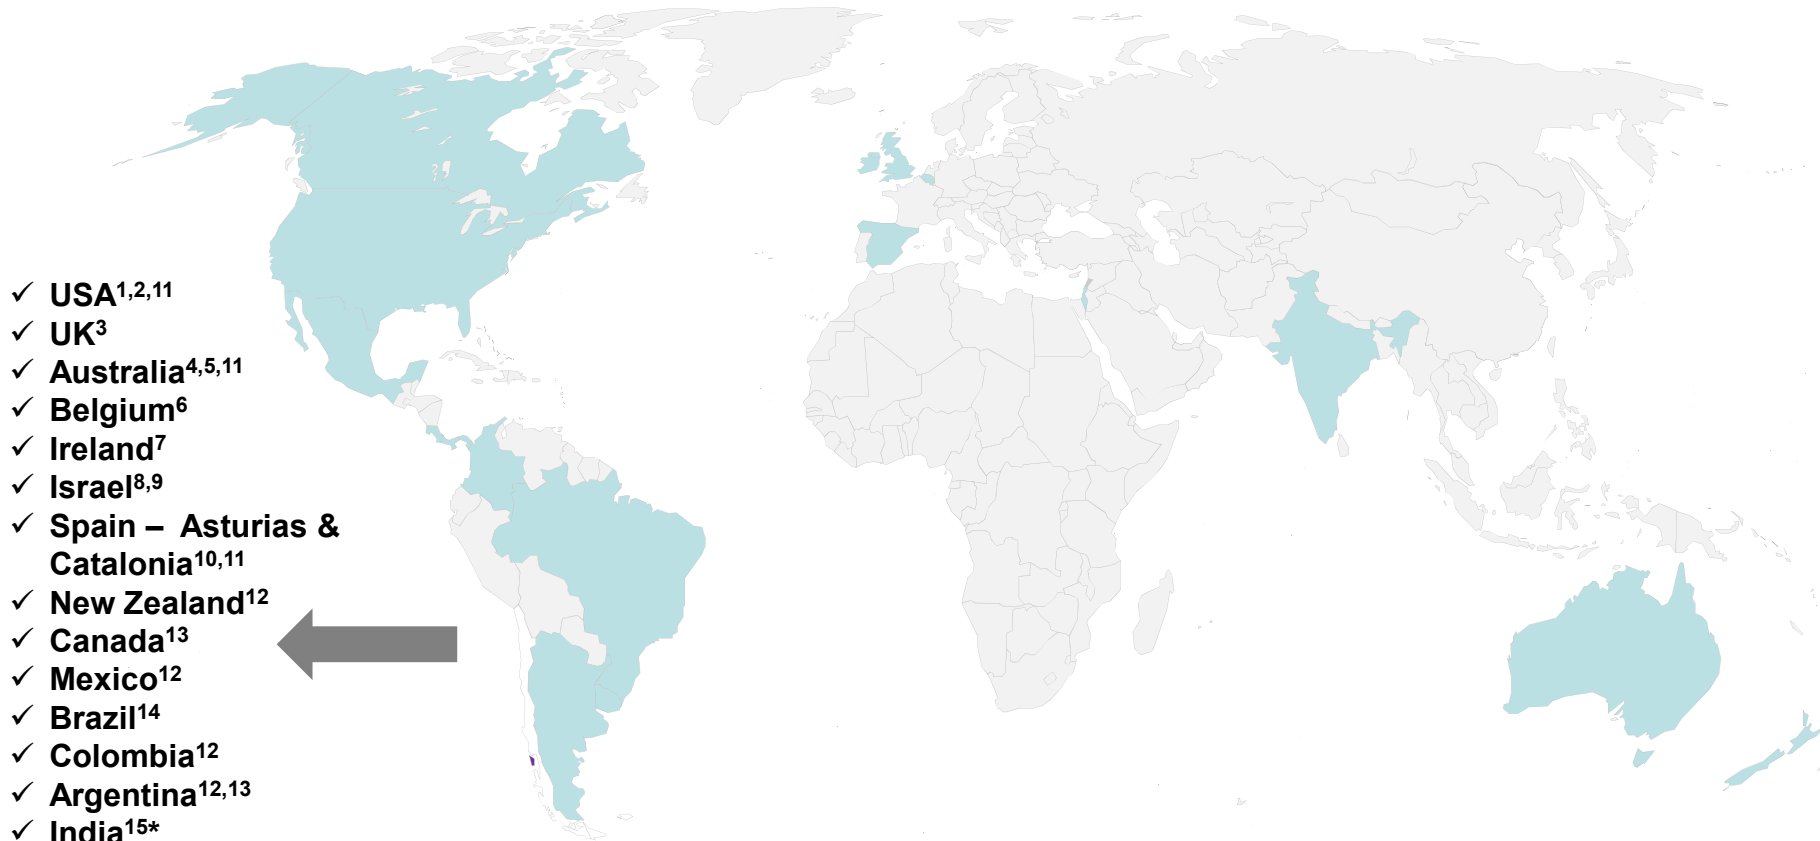 ✓ USA1,2,11
✓ UK3
✓ Australia4,5,11
✓ Belgium6
✓ Ireland7
✓ Israel8,9
✓ Spain – Asturias &
Catalonia10,11
✓ New Zealand12
✓ Canada13
✓ Mexico12
✓ Brazil14
✓ Colombia12
✓ Argentina12,13
✓ India15*